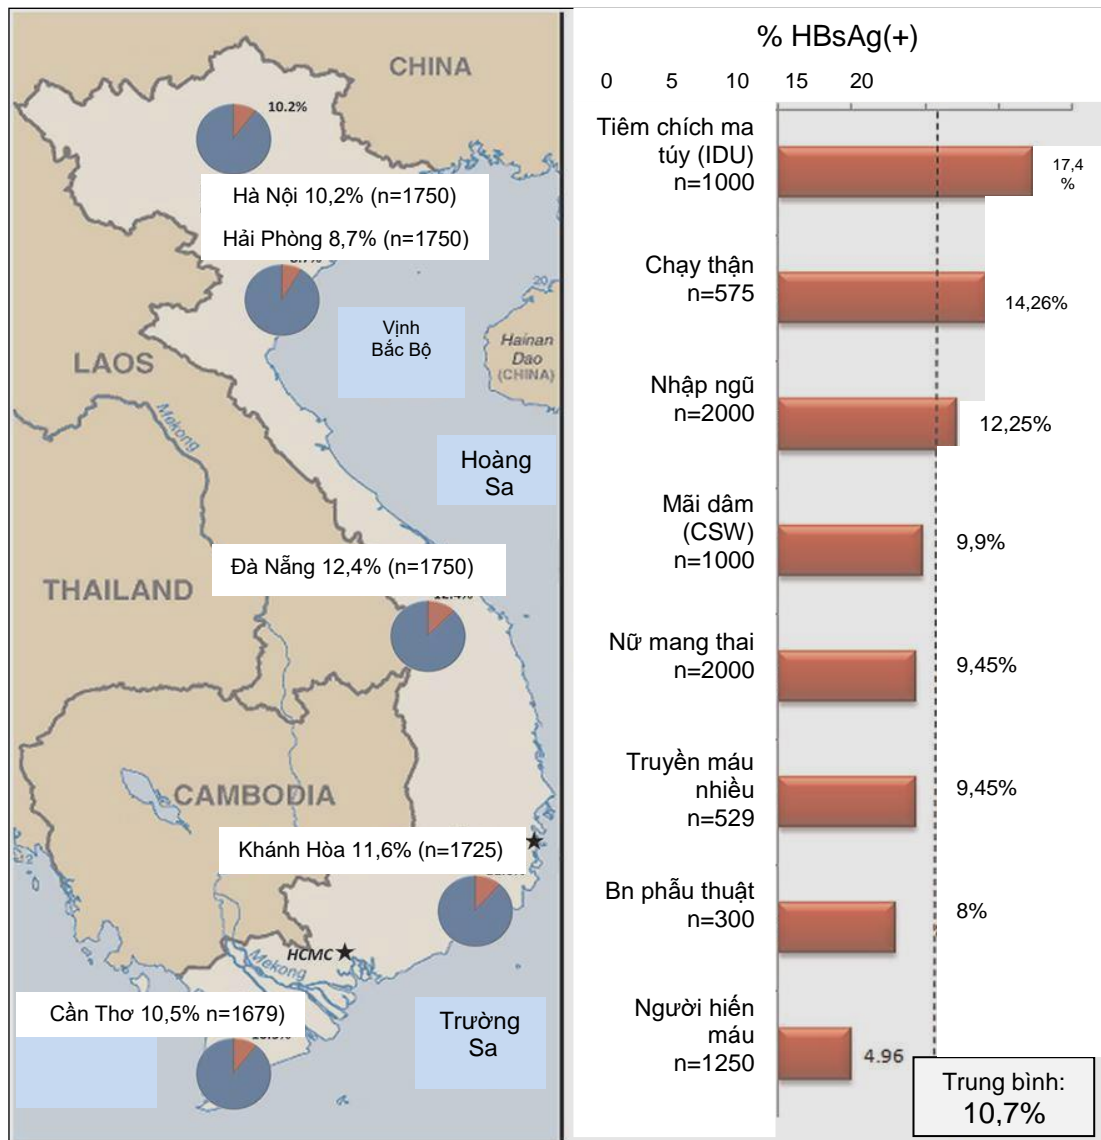 CHINA
10.2%
Hà Nội 10,2% (n=1750)
Hải Phòng 8,7% (n=1750)
20
Vịnh
Bắc Bộ
Hainan
Dao
(CHINA)
LAOS
Mekong
Hoàng
Sa
Đà Nẵng 12,4% (n=1750)
THAILAND
12.4%
CAMBODIA
Khánh Hòa 11,6% (n=1725)
HCMC
Mekong
Cần Thơ 10,5% n=1679)
Trường
Sa
% HBsAg(+)
0 5 10 15 20
Tiêm chích ma
túy (IDU)
n=1000
17,4
%
Chạy thận
n=575
14,26%
Nhập ngũ
n=2000
12,25%
Mãi dâm
(CSW)
n=1000
9,9%
Nữ mang thai
n=2000
9,45%
Truyền máu
nhiều
n=529
9,45%
Bn phẫu thuật
n=300
8%
Người hiến
máu
n=1250
4.96
Trung bình:
10,7%